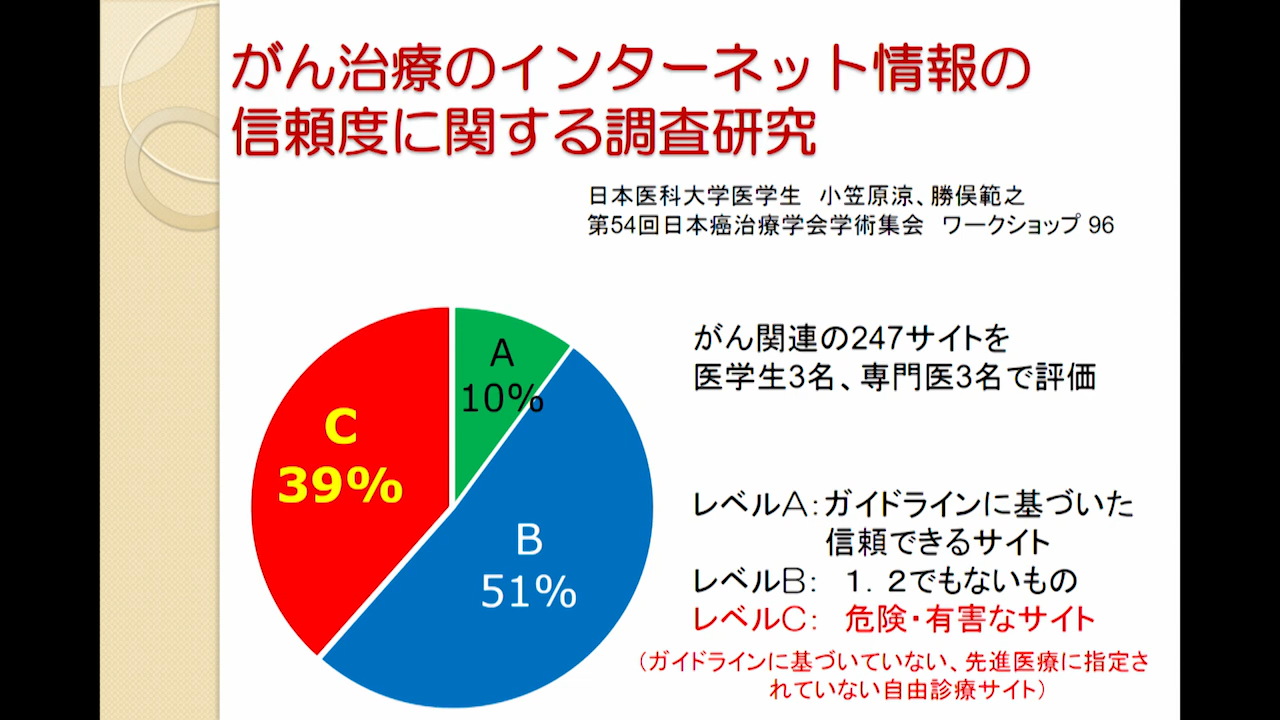 がん治療のインターネット情報の
信頼度に関する調査研究
日本医科大学医学生　小笠原涼、勝俣範之
第54回日本癌治療学会学術集会　ワークショップ 96
A
10%
C
39%
B
51%
がん関連の247サイトを
医学生3名、専門医3名で評価
レベルA：ガイドラインに基づいた
信頼できるサイト
レベルB：　１．２でもないもの
レベルC：　危険・有害なサイト
（ガイドラインに基づいていない、先進医療に指定さ
れていない自由診療サイト）